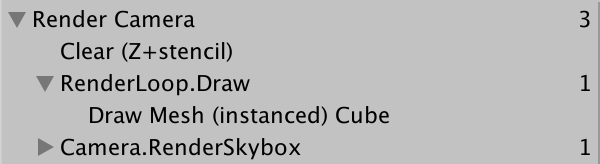 Render Camera 3
Clear (Z+stencil)
RenderLoop.Draw 1
Draw Mesh (instanced) Cube
Camera.RenderSkybox 1